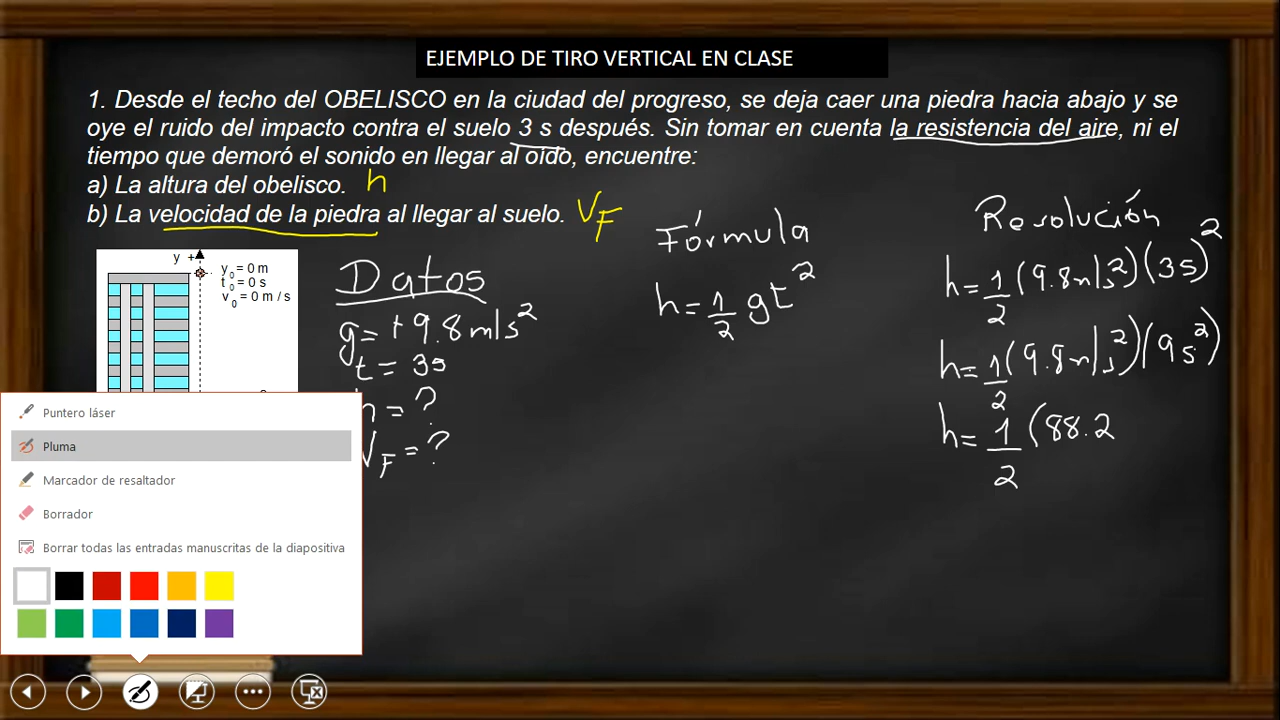 EJEMPLO DE TIRO VERTICAL EN CLASE
1. Desde el techo del OBELISCO en la ciudad del progreso, se deja caer una piedra hacia abajo y se
oye el ruido del impacto contra el suelo 3 s después. Sin tomar en cuenta la resistencia del aire, ni el
tiempo que demoró el sonido en llegar al oído, encuentre:
a) La altura del obelisco. h
b) La velocidad de la piedra al llegar al suelo. VF
y +
y0 = 0 m
t0 = 0 s
v0 = 0 m / s
Datos
g = +9.8 m/s²
t = 3s
h = ?
VF = ?
Fórmula
h = 1/2 gt²
Resolución
h = 1/2 (9.8 m/s²)(3s)²
h = 1/2 (9.8 m/s²)(9s²)
h = 1/2 (88.2
Puntero láser
Pluma
Marcador de resaltador
Borrador
Borrar todas las entradas manuscritas de la diapositiva